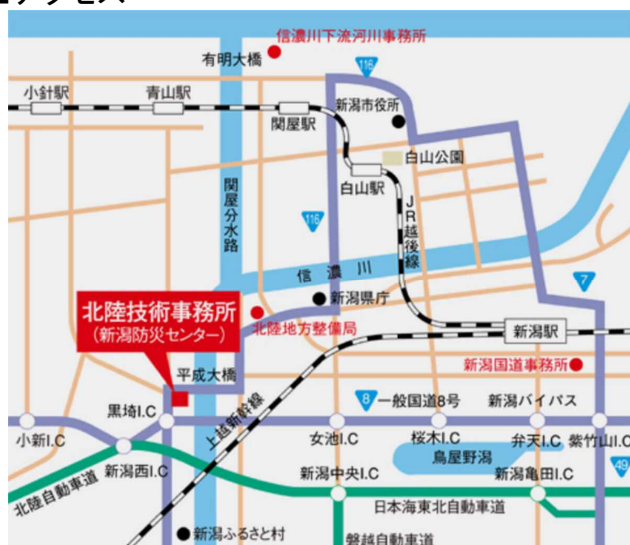 信濃川下流河川事務所
有明大橋
116
小針駅
青山駅
関屋駅
新潟市役所
白山公園
白山駅
関屋分水路
116
JR越後線
信濃川
新潟県庁
7
北陸技術事務所
(新潟防災センター)
北陸地方整備局
新潟駅
新潟国道事務所
平成大橋
上越新幹線
黒埼I.C
8
一般国道8号
新潟バイパス
小新I.C
新潟西I.C
女池I.C
桜木I.C
弁天I.C
紫竹山I.C
鳥屋野潟
49
北陸自動車道
新潟中央I.C
新潟亀田I.C
日本海東北自動車道
新潟ふるさと村
磐越自動車道